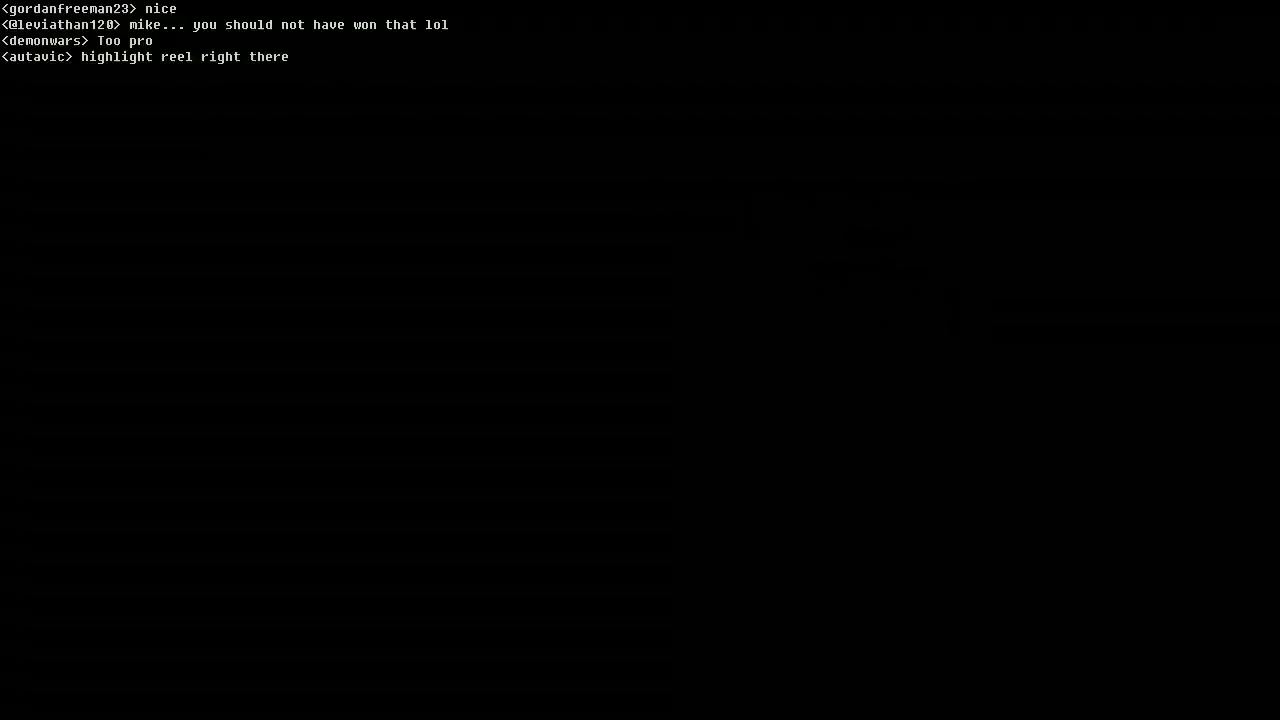 <gordanfreeman23> nice
<@leviathan120> mike... you should not have won that lol
<demonwars> Too pro
<autavic> highlight reel right there